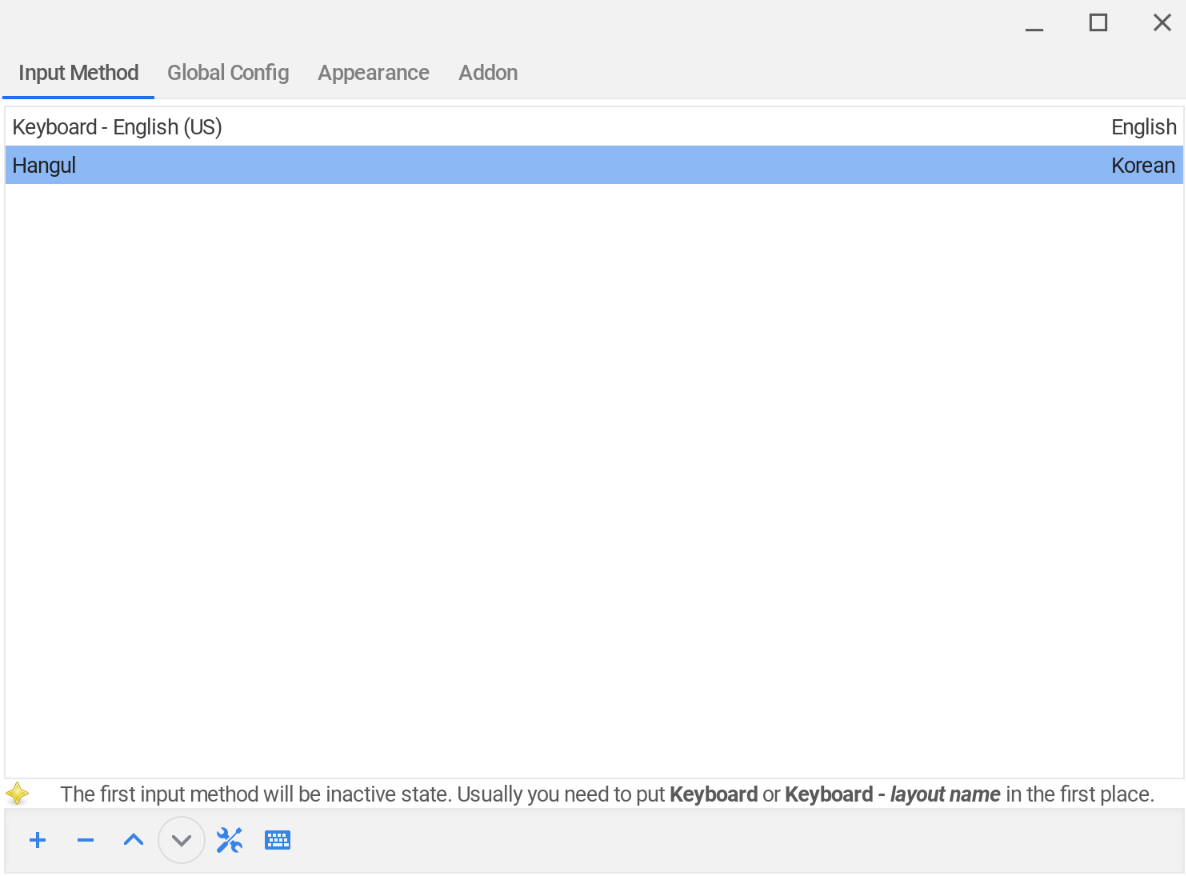 Input Method Global Config Appearance Addon
Keyboard - English (US) English
Hangul Korean
The first input method will be inactive state. Usually you need to put Keyboard or Keyboard - layout name in the first place.